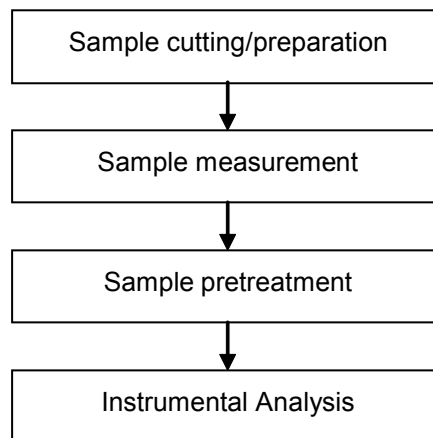 Sample cutting/preparation
Sample measurement
Sample pretreatment
Instrumental Analysis